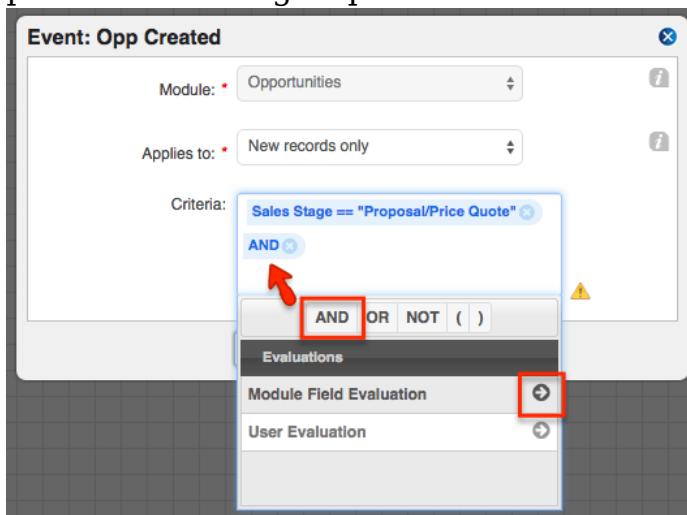 Event: Opp Created
Module: * Opportunities
Applies to: * New records only
Criteria: Sales Stage == "Proposal/Price Quote"
AND
AND OR NOT ( )
Evaluations
Module Field Evaluation
User Evaluation